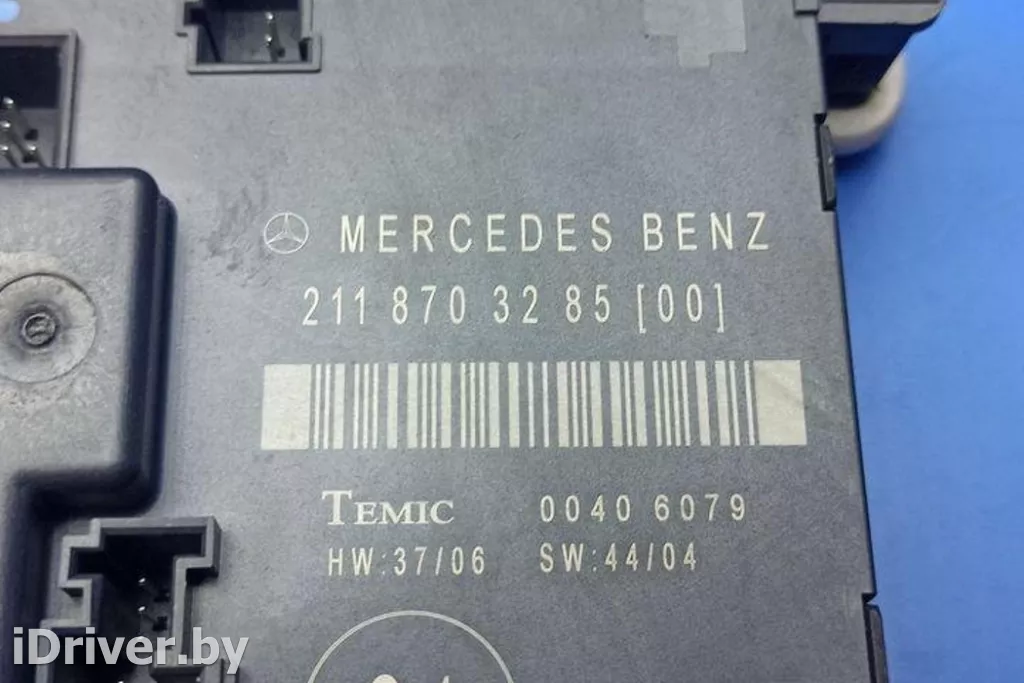 MERCEDES BENZ
211 870 32 85 [00]
TEMIC 0040 6079
HW:37/06 SW:44/04
iDriver.by